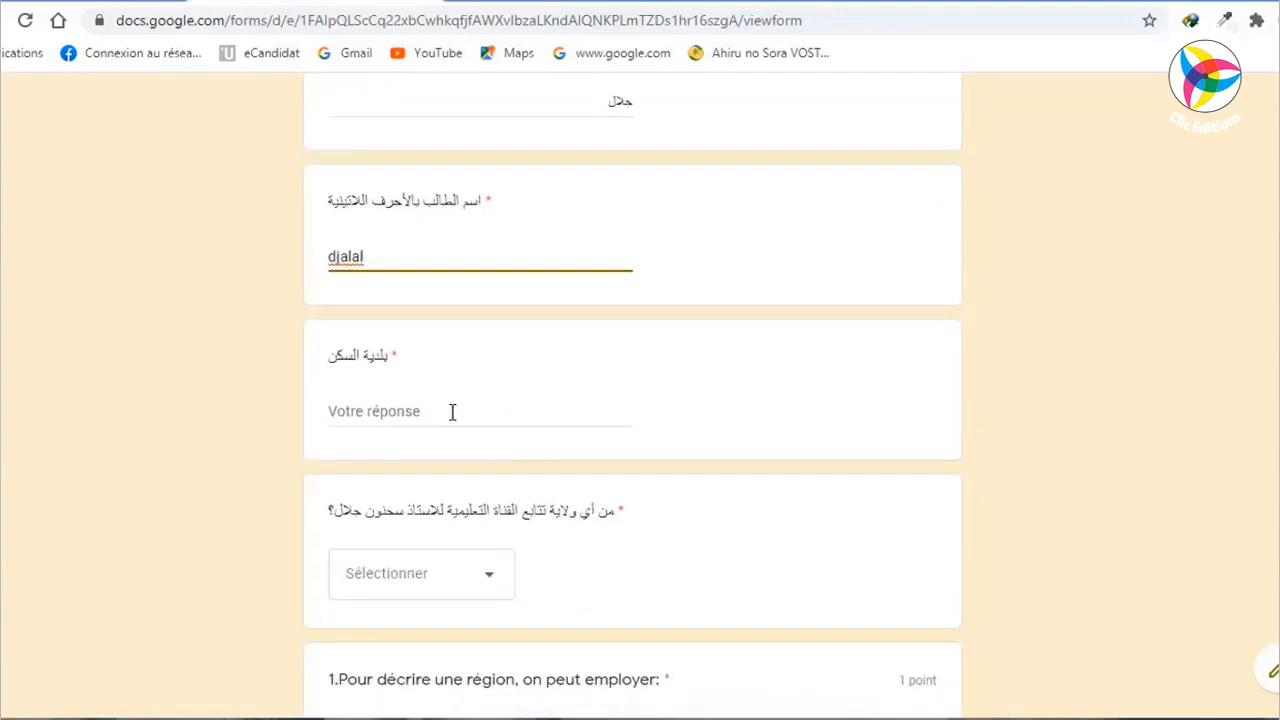 docs.google.com/forms/d/e/1FAIpQLScCq22xbCwhkqfjfAWXvIbzaLKndAlQNKPLmTZDs1hr16szgA/viewform
ications Connexion au résea... eCandidat Gmail YouTube Maps www.google.com Ahiru no Sora VOST...
Clic Editions
جلال
اسم الطالب بالأحرف اللاتينية *
djalal
بلدية السكن *
Votre réponse
من أي ولاية تتابع القناة التعليمية للاستاذ سحنون جلال؟ *
Sélectionner
1.Pour décrire une région, on peut employer: *
1 point